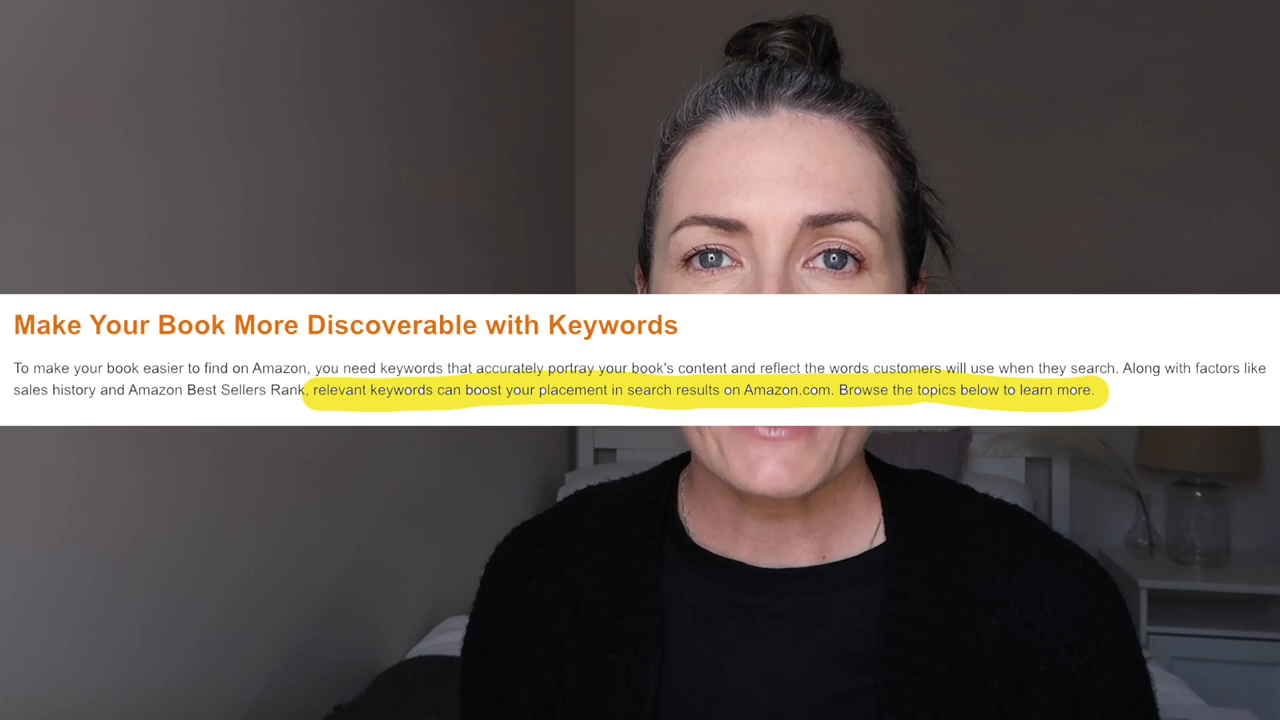 Make Your Book More Discoverable with Keywords
To make your book easier to find on Amazon, you need keywords that accurately portray your book's content and reflect the words customers will use when they search. Along with factors like
sales history and Amazon Best Sellers Rank, relevant keywords can boost your placement in search results on Amazon.com. Browse the topics below to learn more.